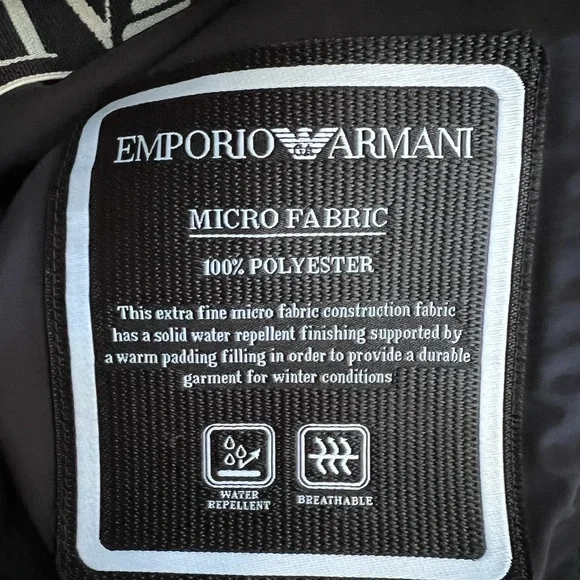 EMPORIO GA ARMANI
MICRO FABRIC
100% POLYESTER
This extra fine micro fabric construction fabric
has a solid water repellent finishing supported by
a warm padding filling in order to provide a durable
garment for winter conditions
WATER
REPELLENT
BREATHABLE